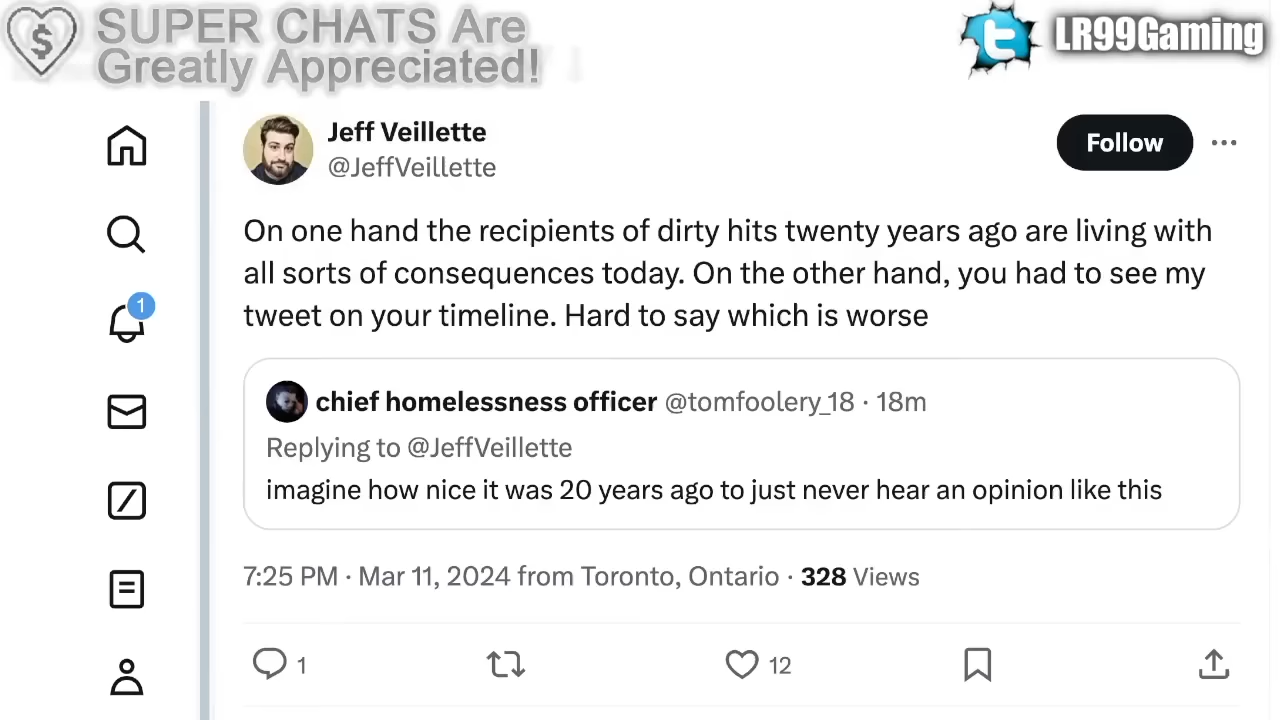 SUPER CHATS Are
Greatly Appreciated!
LR99Gaming
Jeff Veillette
@JeffVeillette
Follow
On one hand the recipients of dirty hits twenty years ago are living with
all sorts of consequences today. On the other hand, you had to see my
tweet on your timeline. Hard to say which is worse
1
chief homelessness officer @tomfoolery_18 · 18m
Replying to @JeffVeillette
imagine how nice it was 20 years ago to just never hear an opinion like this
7:25 PM · Mar 11, 2024 from Toronto, Ontario · 328 Views
1
12